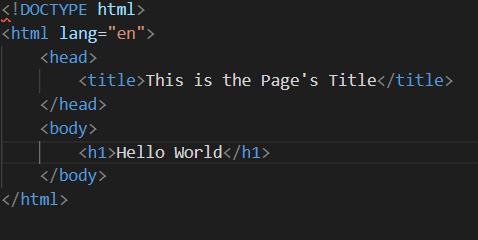 <!DOCTYPE html>
<html lang="en">
    <head>
        <title>This is the Page's Title</title>
    </head>
    <body>
        <h1>Hello World</h1>
    </body>
</html>